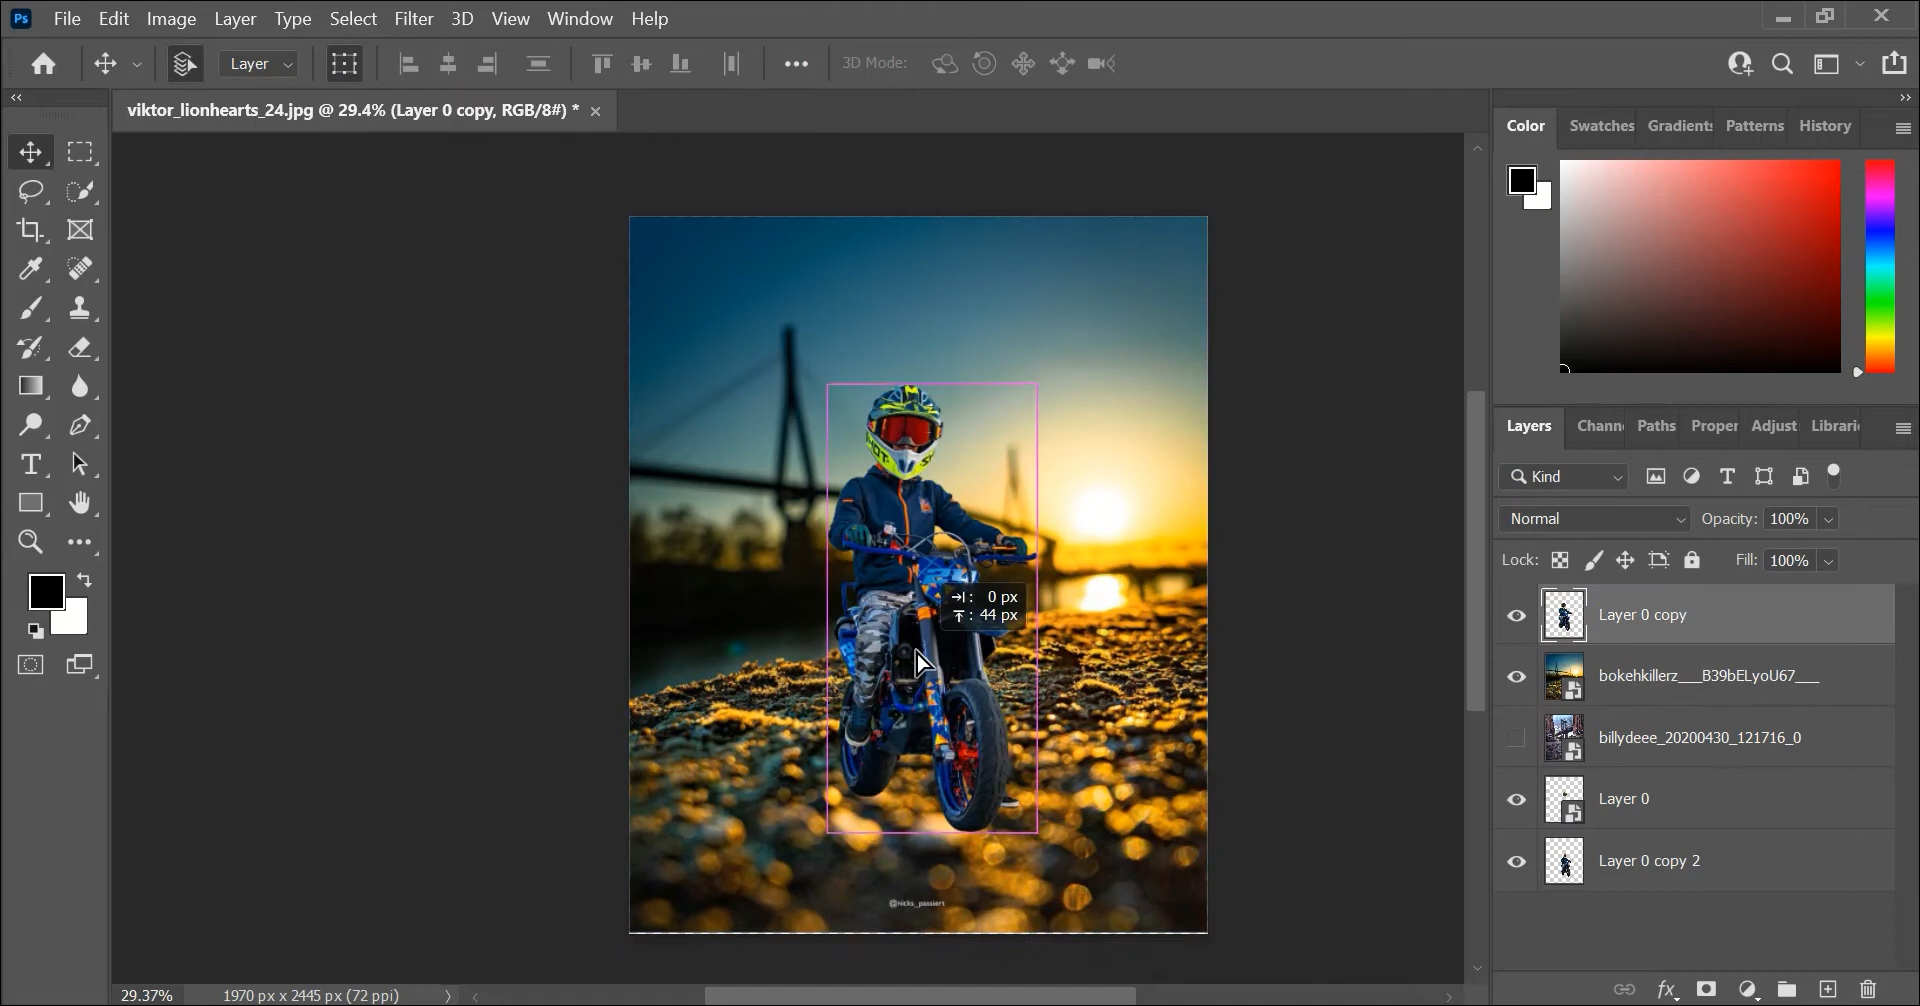 Ps File Edit Image Layer Type Select Filter 3D View Window Help
Layer 3D Mode:
viktor_lionhearts_24.jpg @ 29.4% (Layer 0 copy, RGB/8#) *
Color Swatches Gradients Patterns History
Layers Chann Paths Proper Adjust Librari
Kind
Normal Opacity: 100%
Lock: Fill: 100%
Layer 0 copy
bokehkillerz___B39bELyoU67___
billydeee_20200430_121716_0
Layer 0
Layer 0 copy 2
: 0 px
: 44 px
@nicks_passiert
29.37% 1970 px x 2445 px (72 ppi)
fx